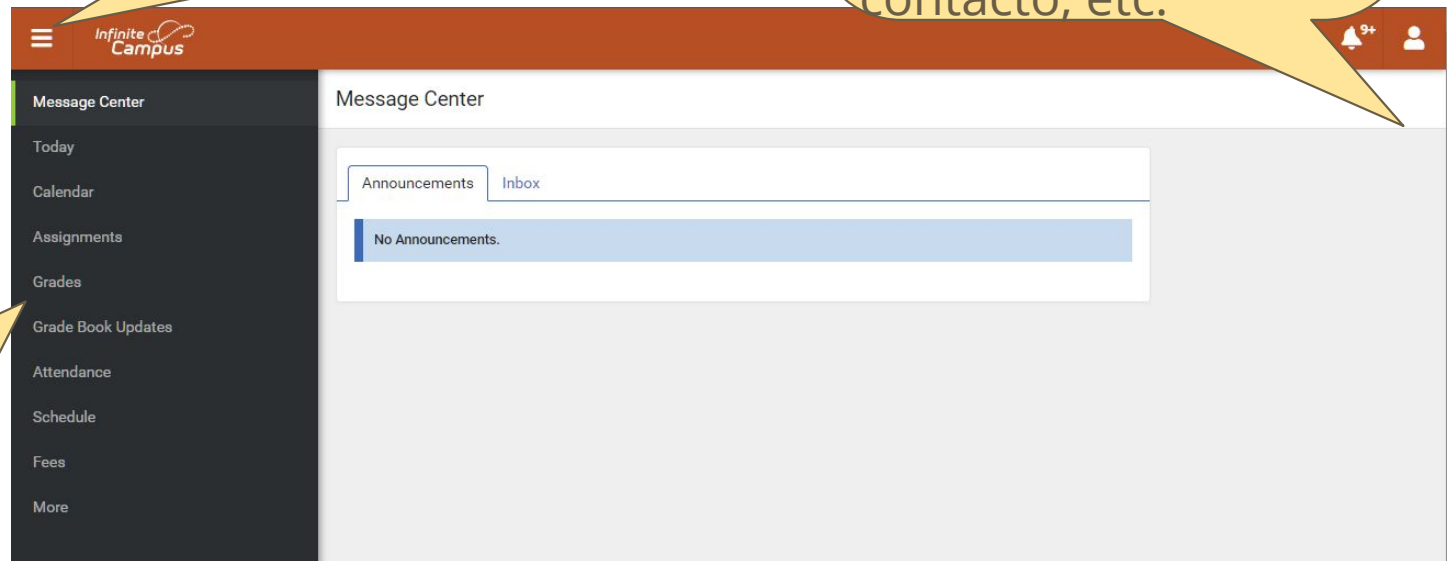 contacto, etc.
Infinite
Campus
9+
Message Center
Today
Calendar
Assignments
Grades
Grade Book Updates
Attendance
Schedule
Fees
More
Message Center
Announcements Inbox
No Announcements.